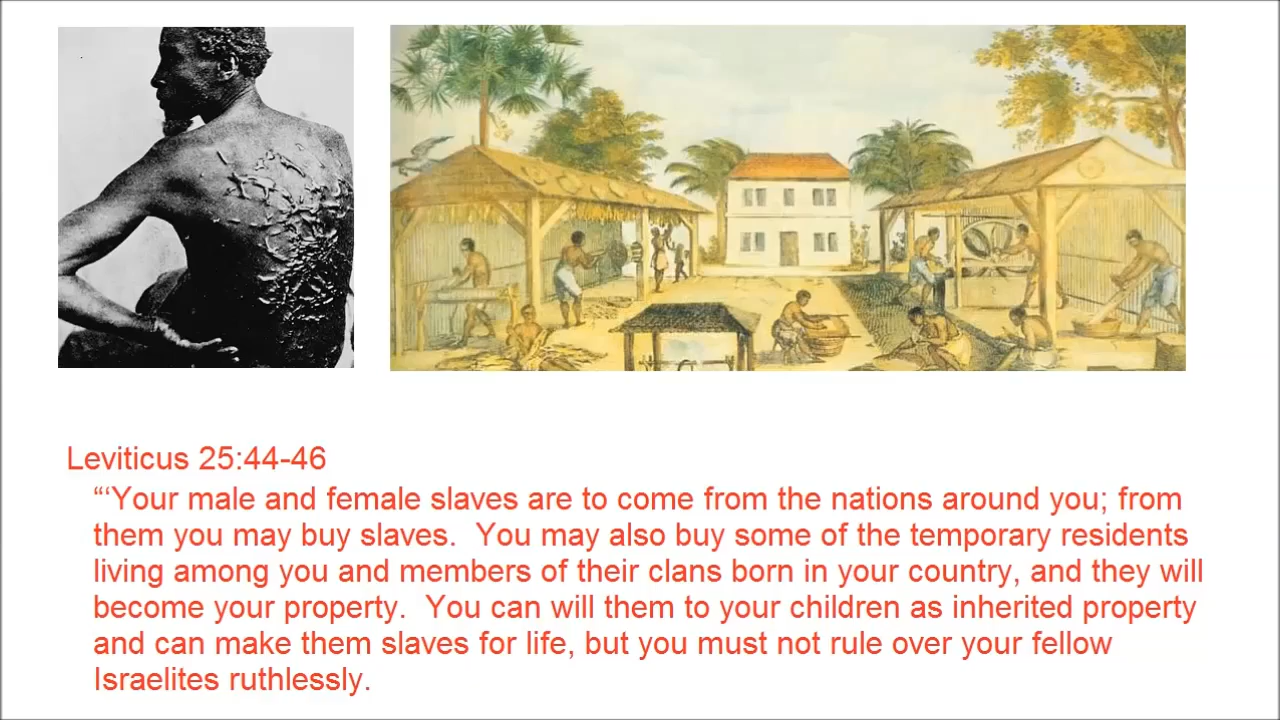 Leviticus 25:44-46
“‘Your male and female slaves are to come from the nations around you; from
them you may buy slaves.  You may also buy some of the temporary residents
living among you and members of their clans born in your country, and they will
become your property.  You can will them to your children as inherited property
and can make them slaves for life, but you must not rule over your fellow
Israelites ruthlessly.